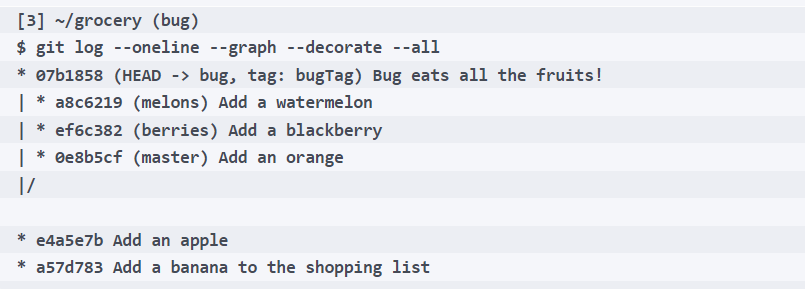 [3] ~/grocery (bug)
$ git log --oneline --graph --decorate --all
* 07b1858 (HEAD -> bug, tag: bugTag) Bug eats all the fruits!
| * a8c6219 (melons) Add a watermelon
| * ef6c382 (berries) Add a blackberry
| * 0e8b5cf (master) Add an orange
|/
* e4a5e7b Add an apple
* a57d783 Add a banana to the shopping list